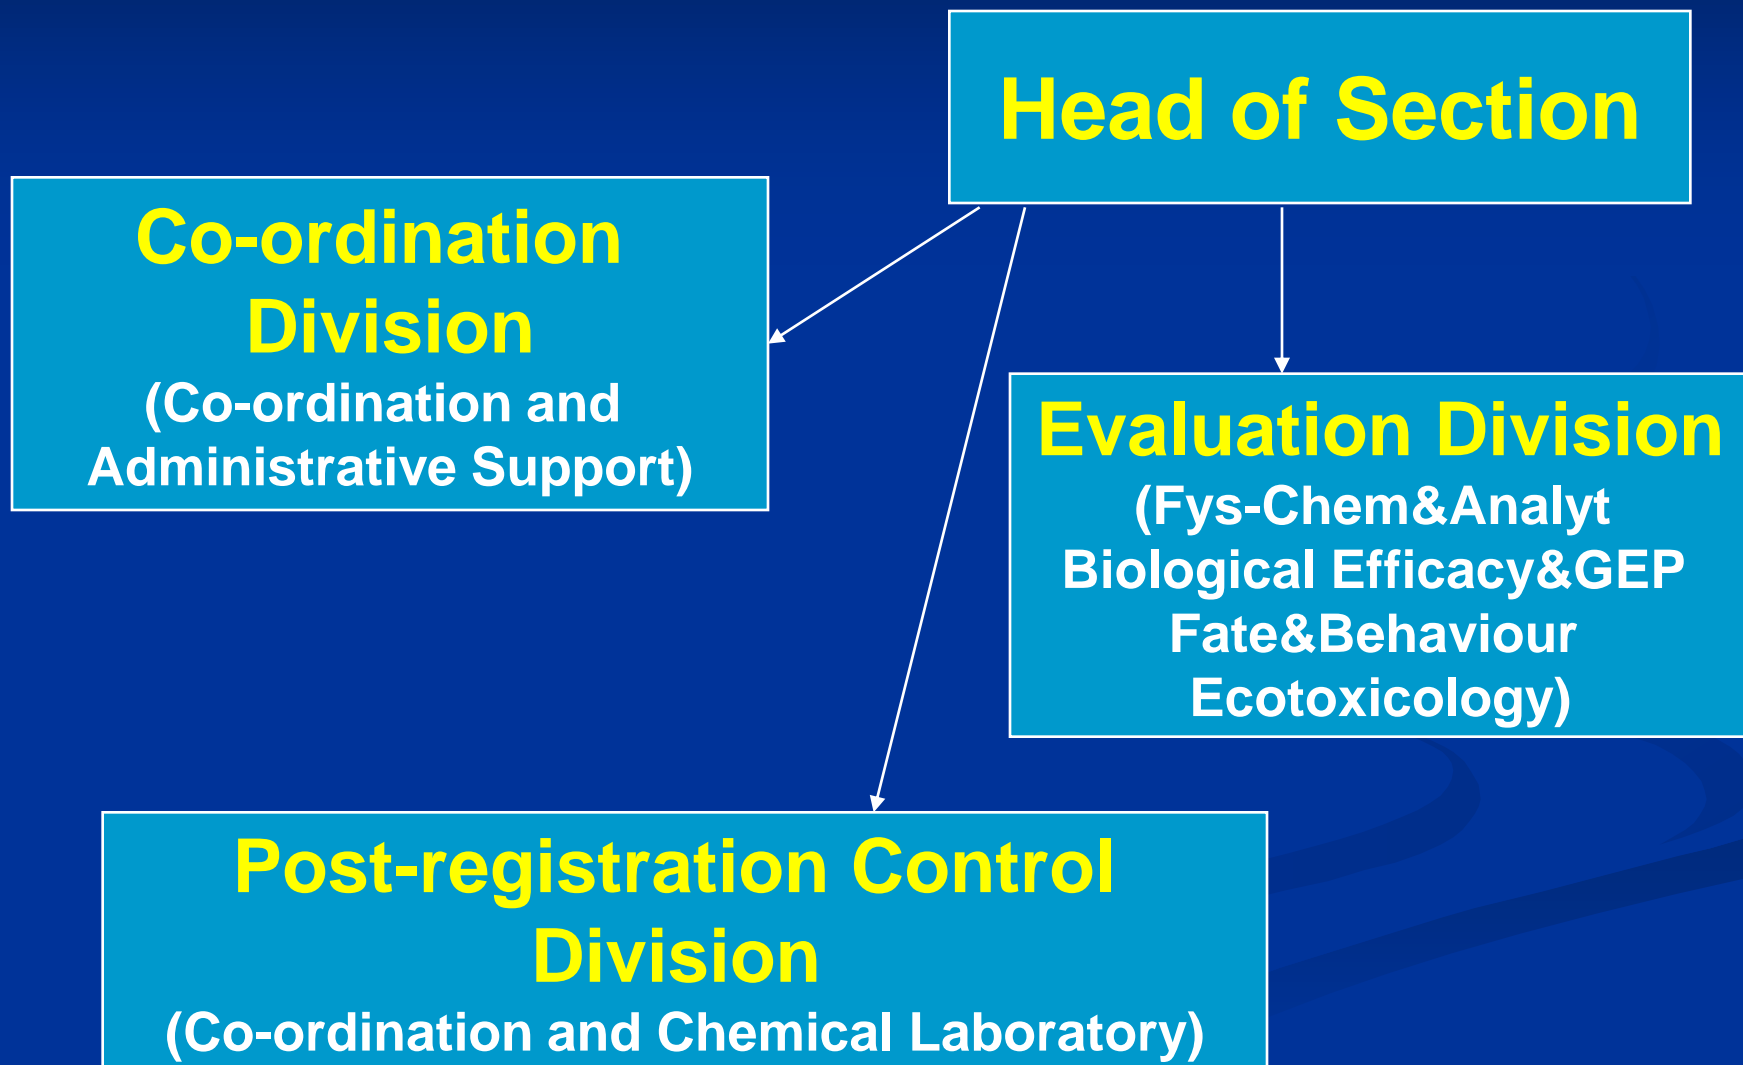 Head of Section
Co-ordination
Division
(Co-ordination and
Administrative Support)
Evaluation Division
(Fys-Chem&Analyt
Biological Efficacy&GEP
Fate&Behaviour
Ecotoxicology)
Post-registration Control
Division
(Co-ordination and Chemical Laboratory)